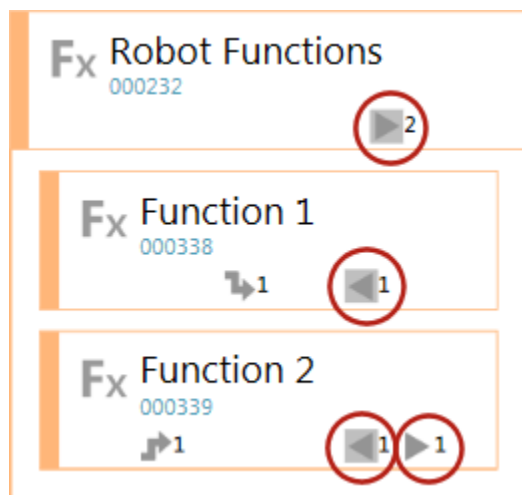 Fx Robot Functions
000232
2
Fx Function 1
000338
1 1
Fx Function 2
000339
1 1 1